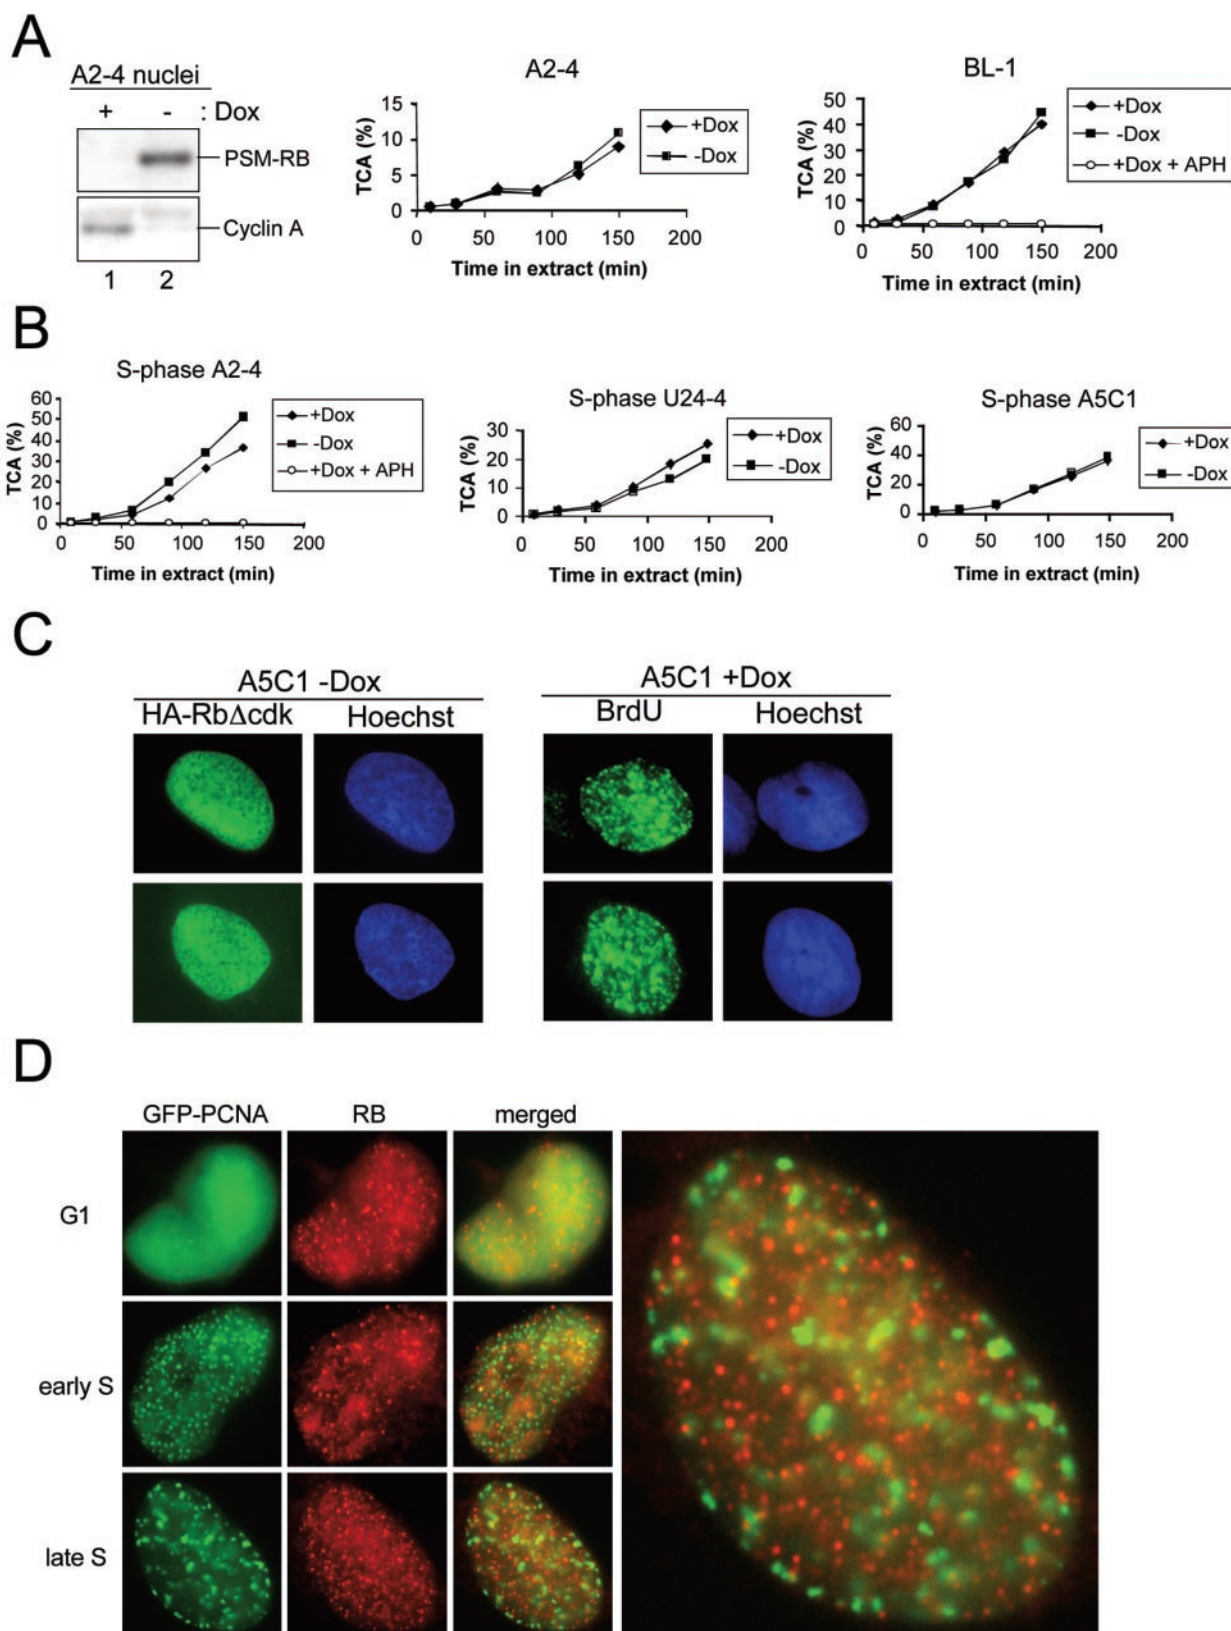 A
A2-4 nuclei
+ - : Dox
PSM-RB
Cyclin A
1 2
A2-4
TCA (%)
15
10
5
0
0 50 100 150 200
Time in extract (min)
+Dox
-Dox
BL-1
TCA (%)
50
40
30
20
10
0
0 50 100 150 200
Time in extract (min)
+Dox
-Dox
+Dox + APH
B
S-phase A2-4
TCA (%)
60
50
40
30
20
10
0
0 50 100 150 200
Time in extract (min)
+Dox
-Dox
+Dox + APH
S-phase U24-4
TCA (%)
30
20
10
0
0 50 100 150 200
Time in extract (min)
+Dox
-Dox
S-phase A5C1
TCA (%)
60
40
20
0
0 50 100 150 200
Time in extract (min)
+Dox
-Dox
C
A5C1 -Dox
HA-RbΔcdk Hoechst
A5C1 +Dox
BrdU Hoechst
D
GFP-PCNA RB merged
G1
early S
late S